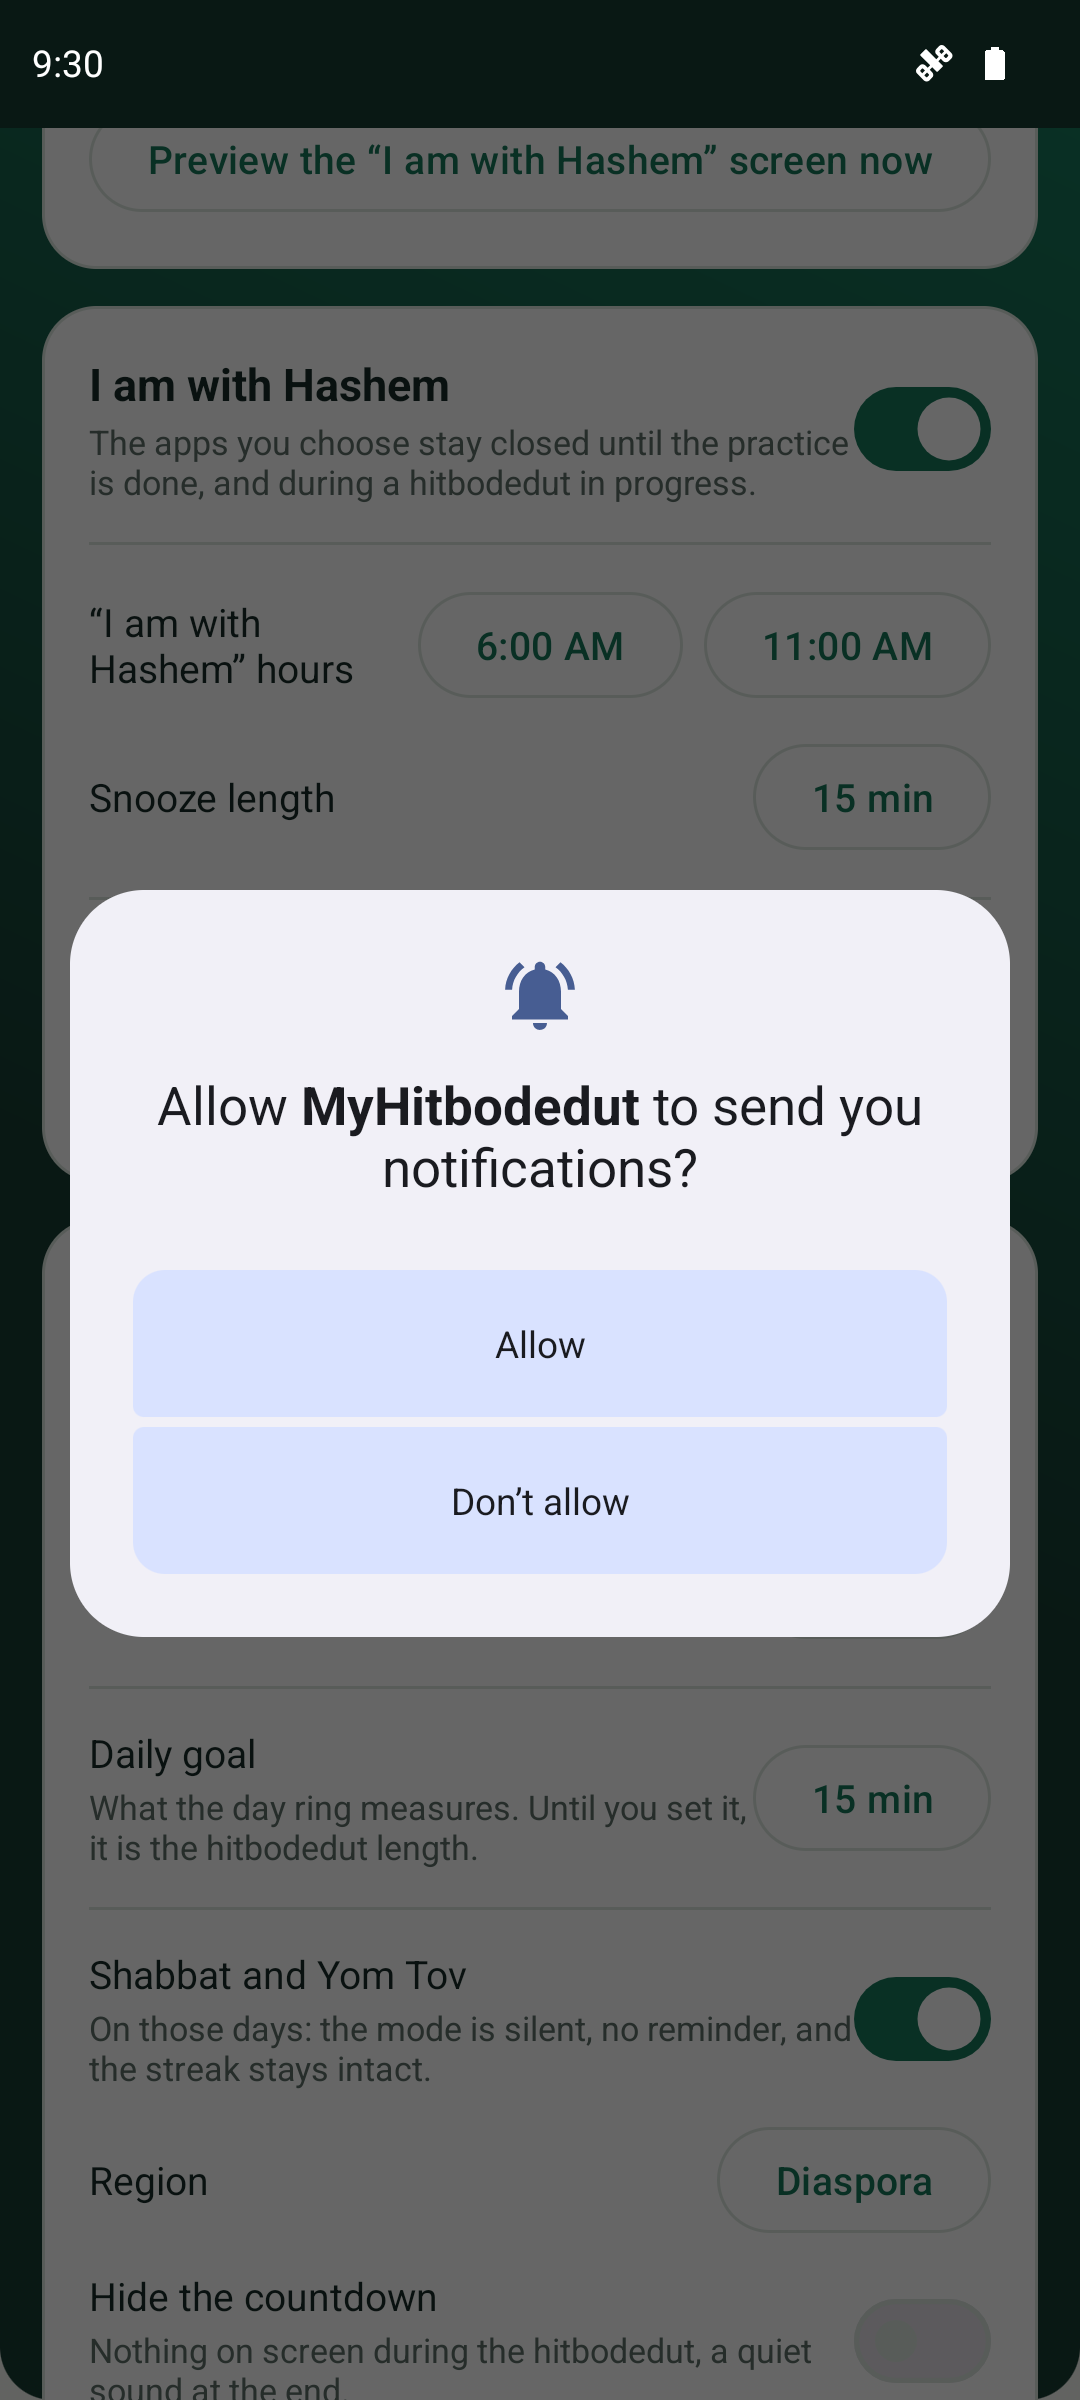 9:30
Preview the “I am with Hashem” screen now
I am with Hashem
The apps you choose stay closed until the practice
is done, and during a hitbodedut in progress.
“I am with
Hashem” hours
6:00 AM
11:00 AM
Snooze length
15 min
Allow MyHitbodedut to send you
notifications?
Allow
Don’t allow
Daily goal
What the day ring measures. Until you set it,
it is the hitbodedut length.
15 min
Shabbat and Yom Tov
On those days: the mode is silent, no reminder, and
the streak stays intact.
Region
Diaspora
Hide the countdown
Nothing on screen during the hitbodedut, a quiet
sound at the end.